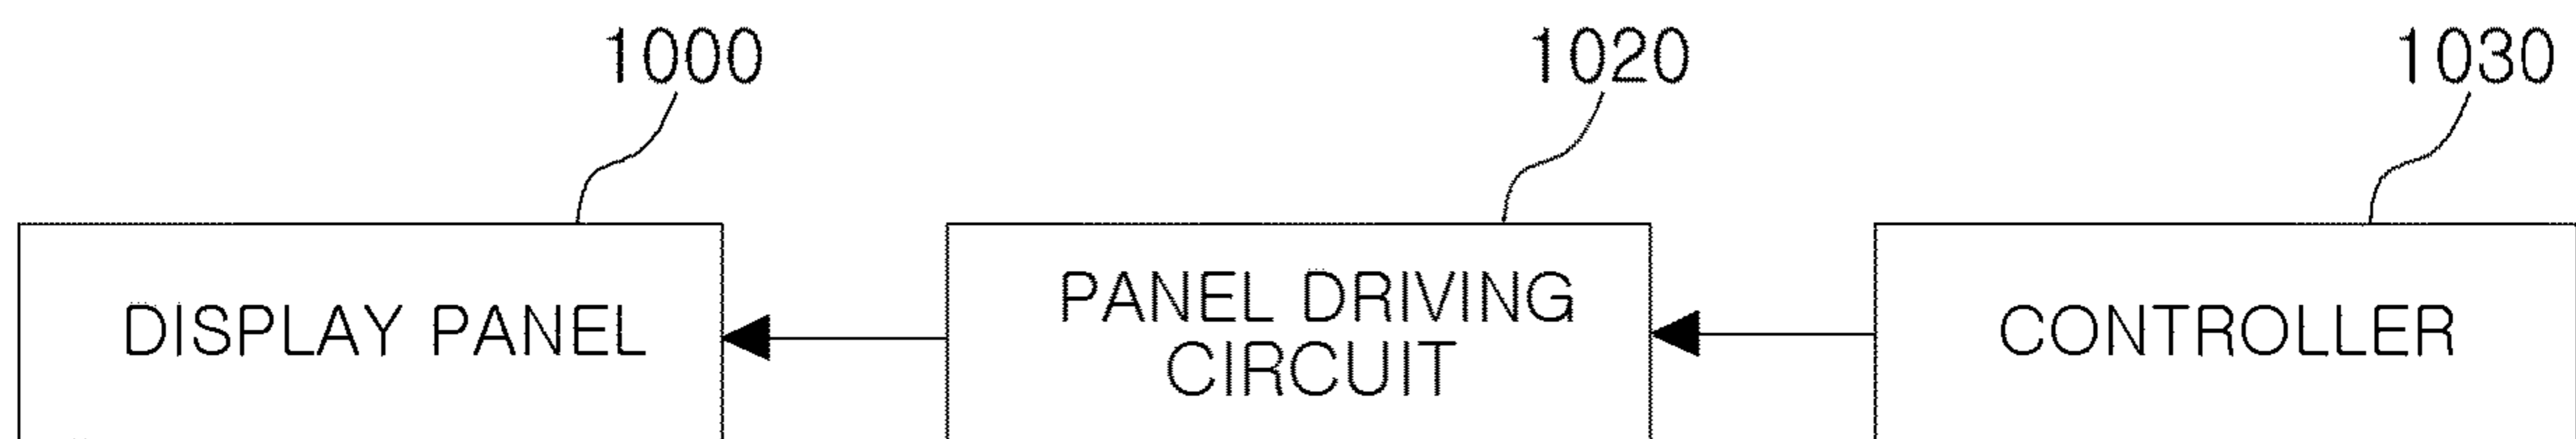 1000
1020
1030
DISPLAY PANEL
PANEL DRIVING
CIRCUIT
CONTROLLER